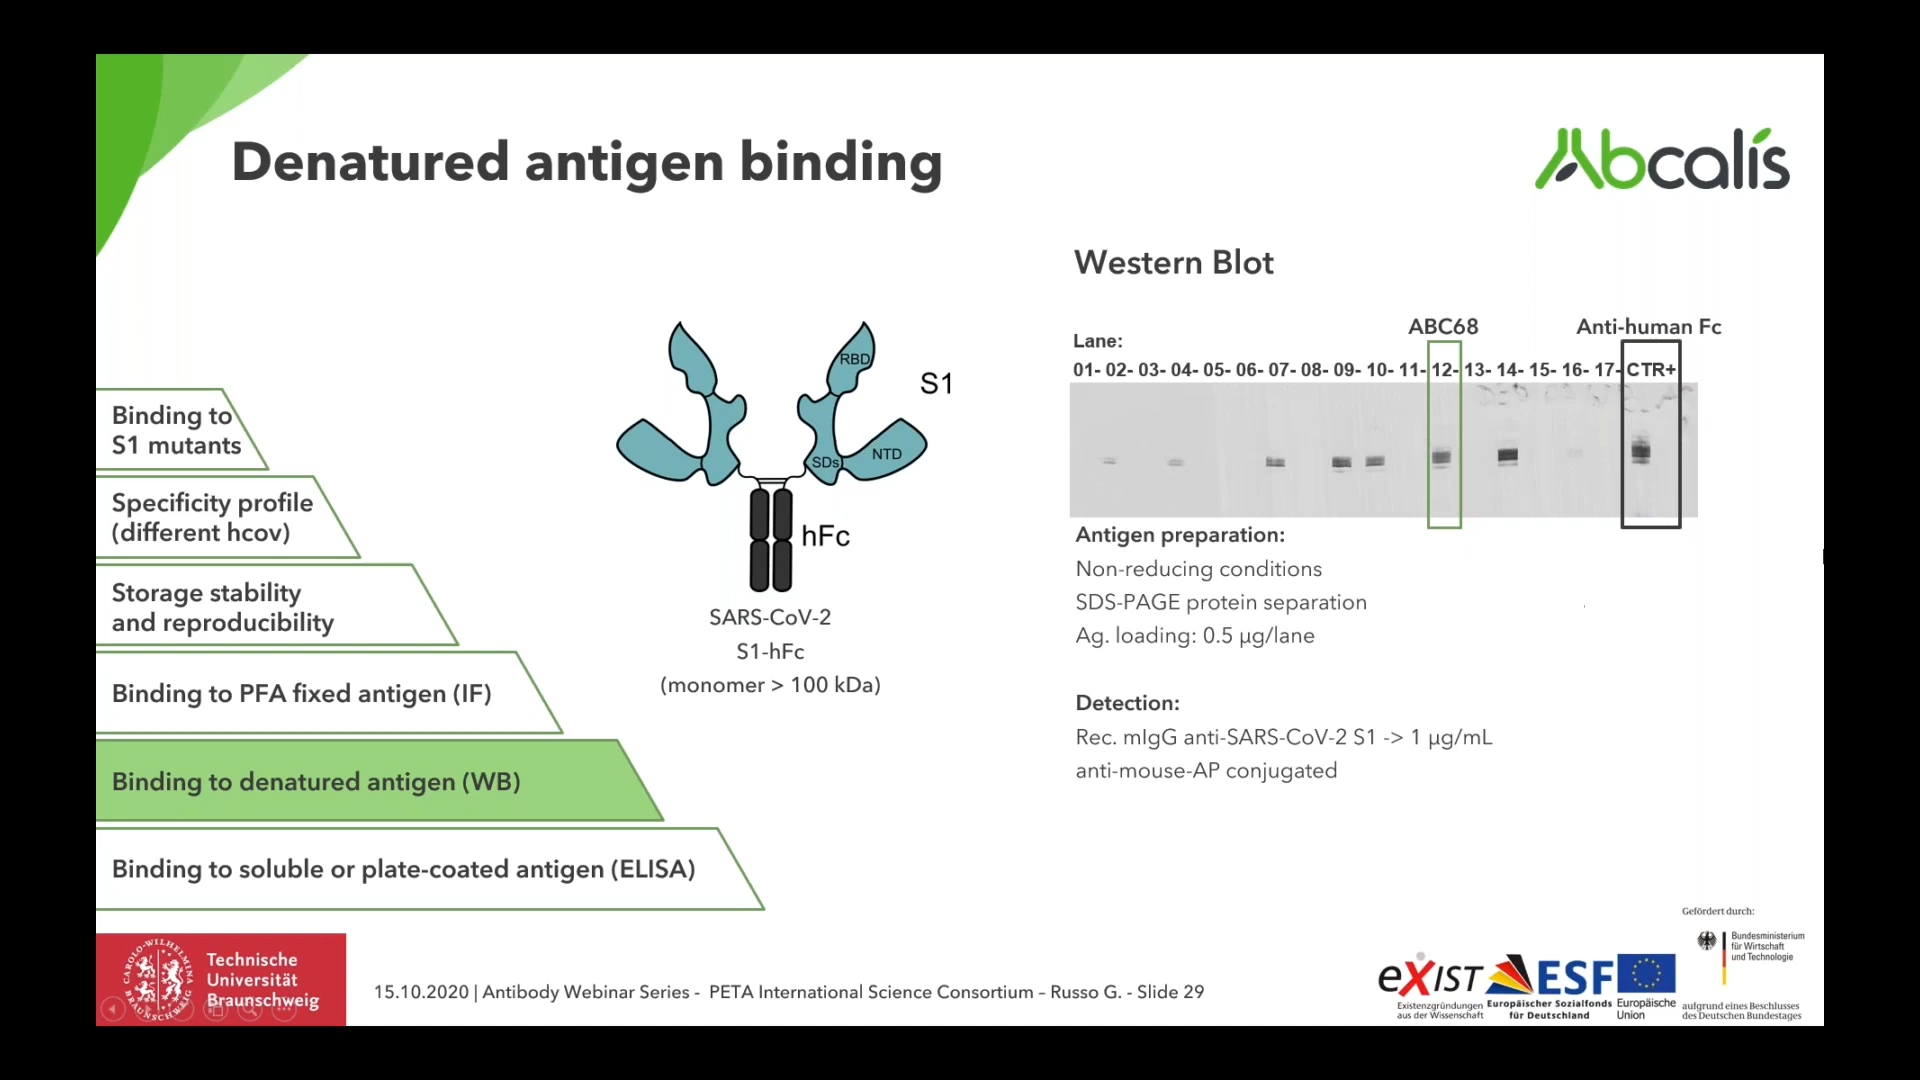 Denatured antigen binding
Abcalis
Western Blot
ABC68
Anti-human Fc
Lane:
01- 02- 03- 04- 05- 06- 07- 08- 09- 10- 11- 12- 13- 14- 15- 16- 17- CTR+
RBD
S1
SDs
NTD
hFc
SARS-CoV-2
S1-hFc
(monomer > 100 kDa)
Antigen preparation:
Non-reducing conditions
SDS-PAGE protein separation
Ag. loading: 0.5 µg/lane
Detection:
Rec. mIgG anti-SARS-CoV-2 S1 -> 1 µg/mL
anti-mouse-AP conjugated
Binding to
S1 mutants
Specificity profile
(different hcov)
Storage stability
and reproducibility
Binding to PFA fixed antigen (IF)
Binding to denatured antigen (WB)
Binding to soluble or plate-coated antigen (ELISA)
CAROLO-WILHELMINA
BRAUNSCHWEIG
Technische
Universität
Braunschweig
15.10.2020 | Antibody Webinar Series - PETA International Science Consortium – Russo G. - Slide 29
eXIST
Existenzgründungen
aus der Wissenschaft
ESF
Europäischer Sozialfonds
für Deutschland
Europäische
Union
Gefördert durch:
Bundesministerium
für Wirtschaft
und Technologie
aufgrund eines Beschlusses
des Deutschen Bundestages